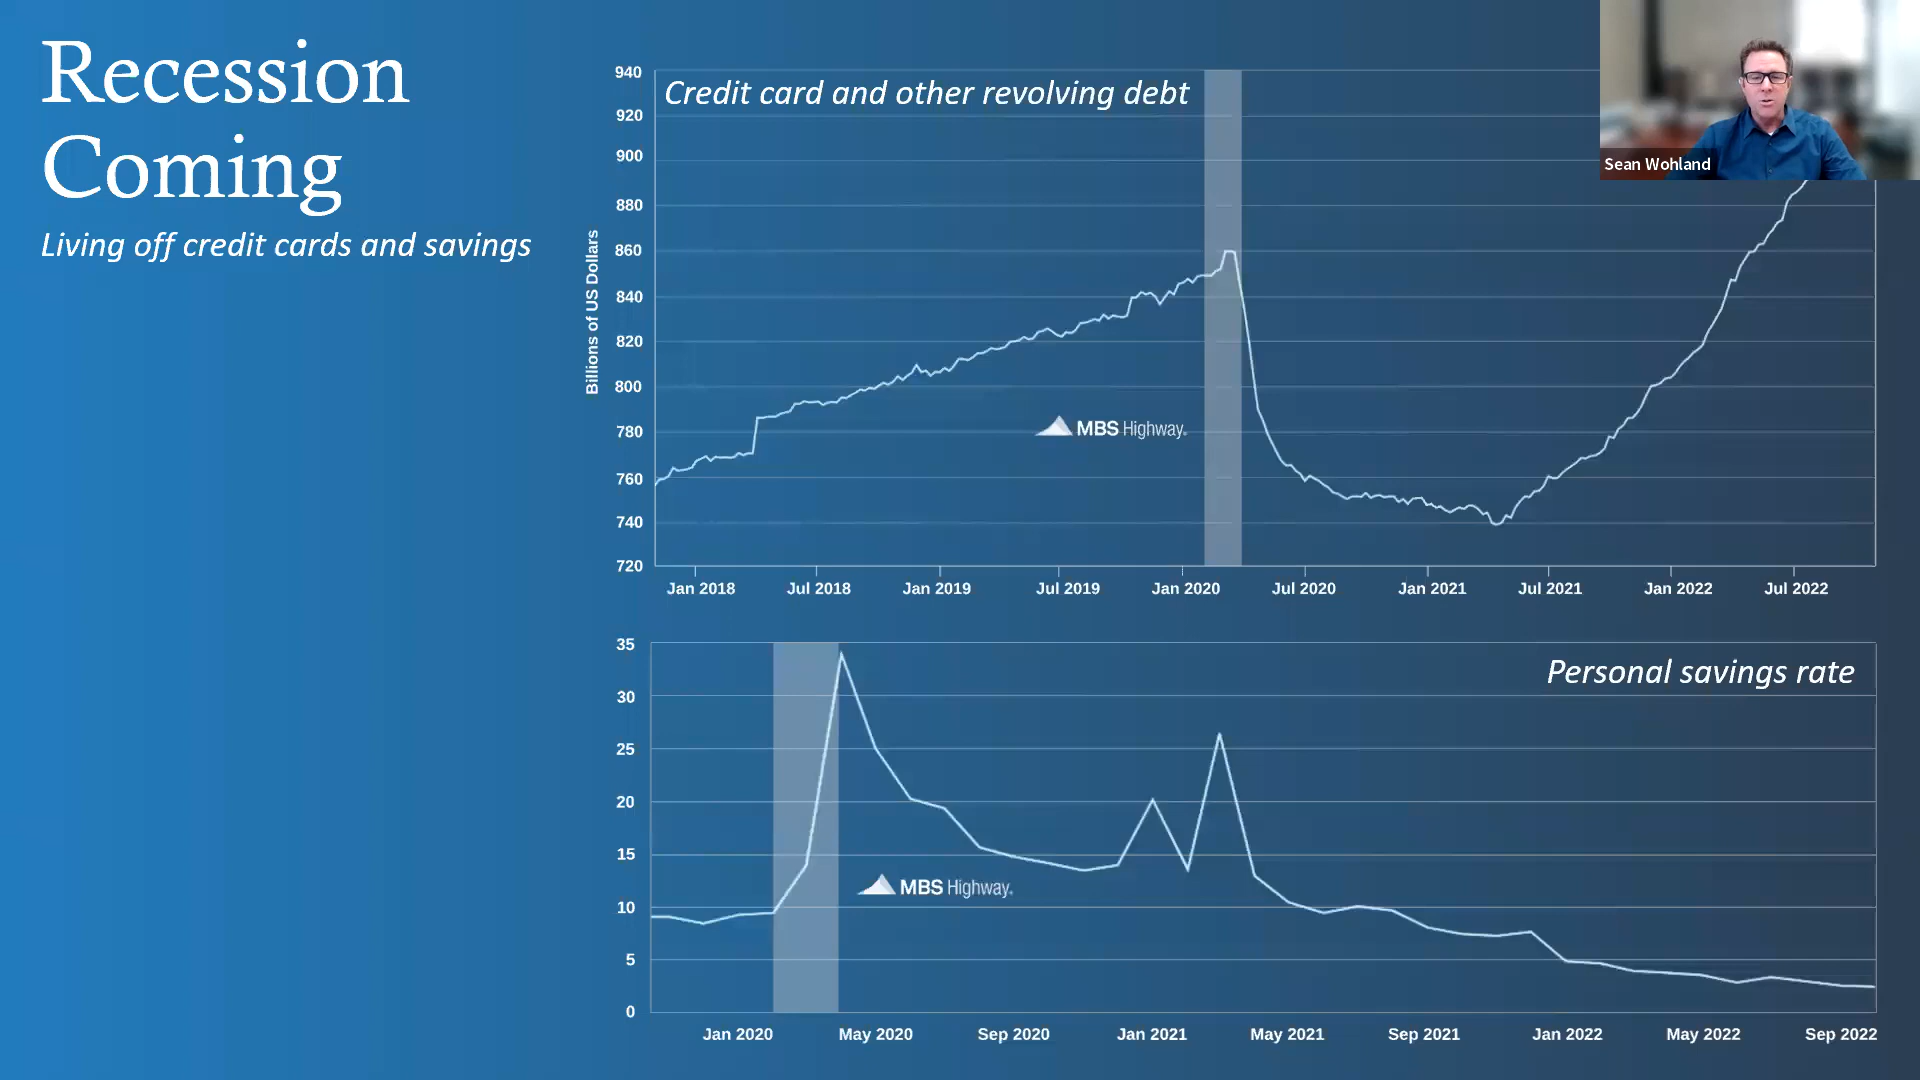 Recession
Coming
Living off credit cards and savings
Sean Wohland
Credit card and other revolving debt
Billions of US Dollars
940
920
900
880
860
840
820
800
780
760
740
720
MBS Highway®
Jan 2018 Jul 2018 Jan 2019 Jul 2019 Jan 2020 Jul 2020 Jan 2021 Jul 2021 Jan 2022 Jul 2022
Personal savings rate
35
30
25
20
15
10
5
0
MBS Highway®
Jan 2020 May 2020 Sep 2020 Jan 2021 May 2021 Sep 2021 Jan 2022 May 2022 Sep 2022